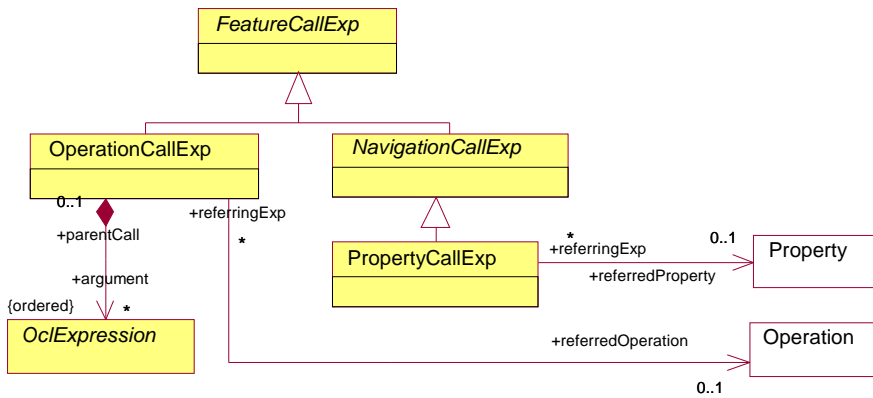 FeatureCallExp
OperationCallExp
NavigationCallExp
0..1
+referringExp
+parentCall
*
*
0..1
+referringExp
PropertyCallExp
Property
+argument
+referredProperty
{ordered}
*
OclExpression
+referredOperation
Operation
0..1